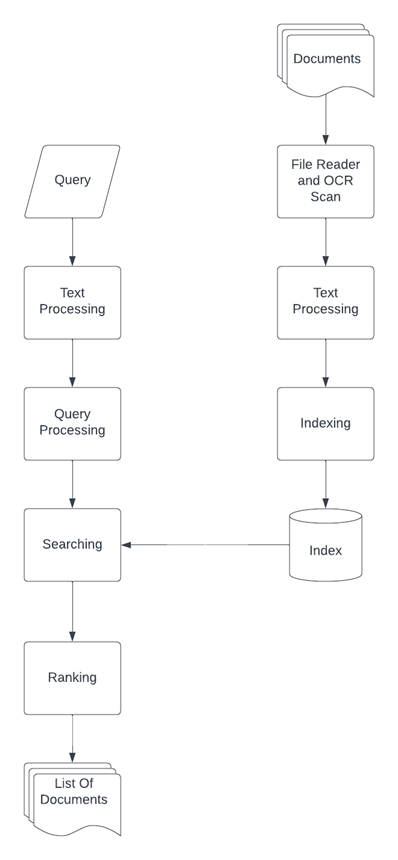 Documents
File Reader
and OCR
Scan
Query
Text
Processing
Text
Processing
Query
Processing
Indexing
Searching
Index
Ranking
List Of
Documents